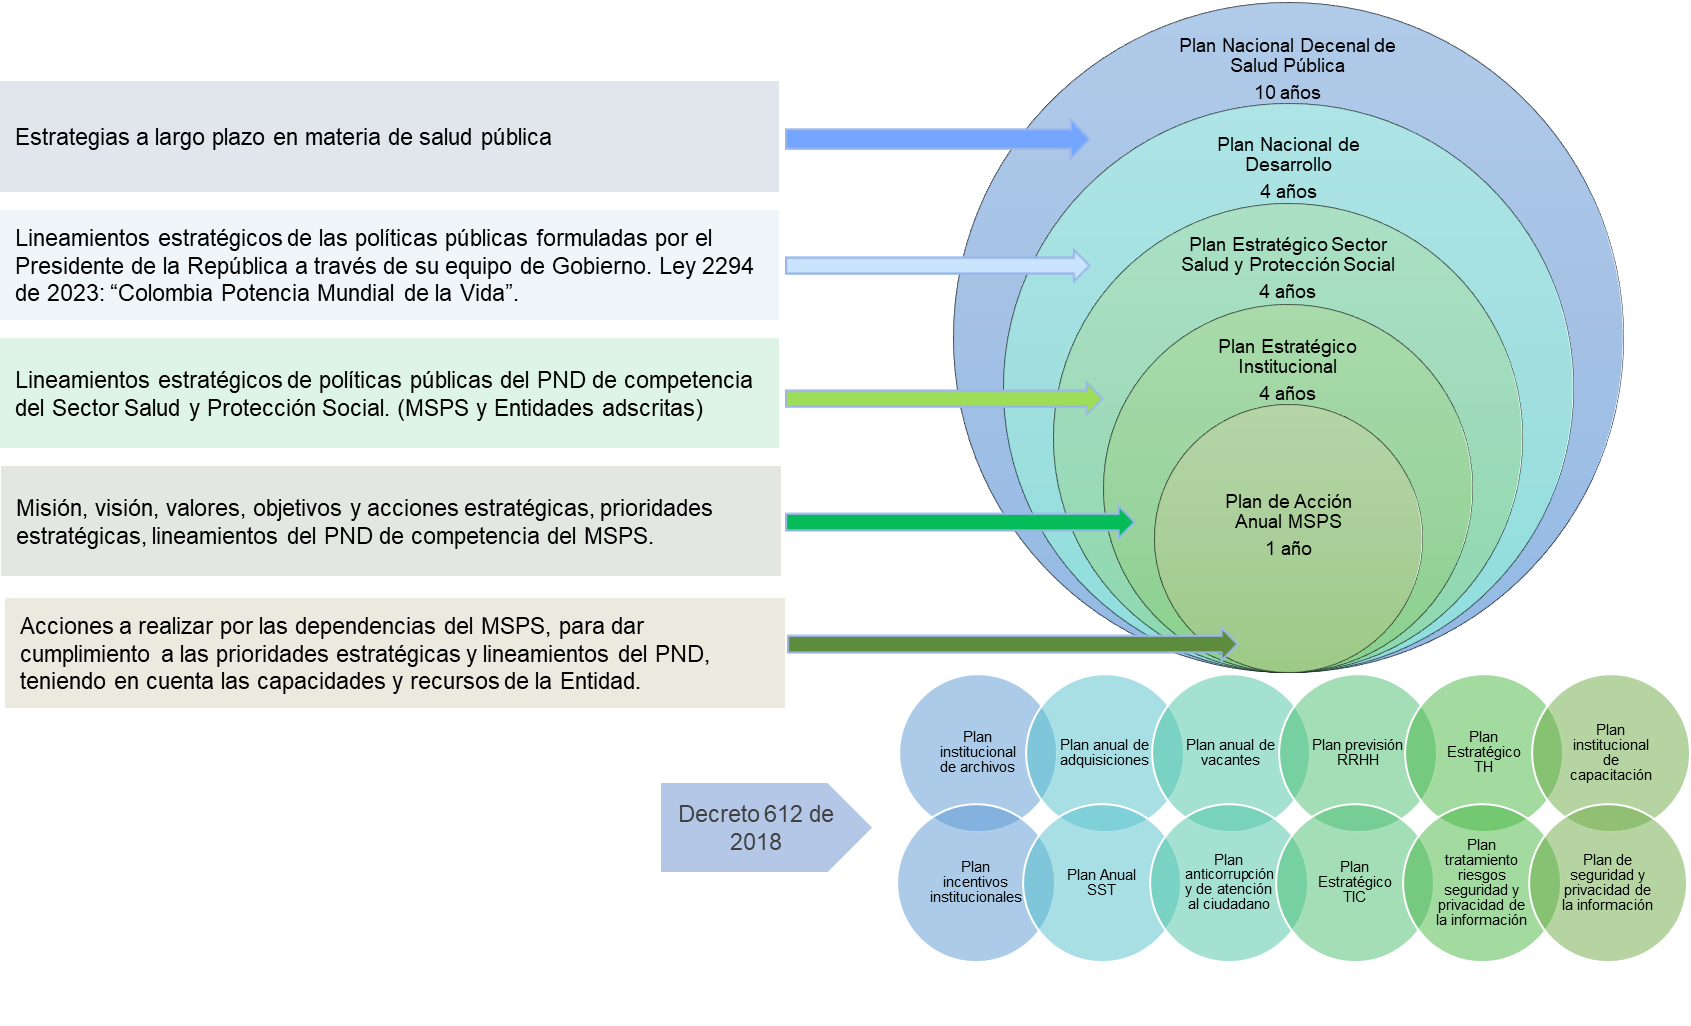 Estrategias a largo plazo en materia de salud pública
Lineamientos estratégicos de las políticas públicas formuladas por el
Presidente de la República a través de su equipo de Gobierno. Ley 2294
de 2023: “Colombia Potencia Mundial de la Vida”.
Lineamientos estratégicos de políticas públicas del PND de competencia
del Sector Salud y Protección Social. (MSPS y Entidades adscritas)
Misión, visión, valores, objetivos y acciones estratégicas, prioridades
estratégicas, lineamientos del PND de competencia del MSPS.
Acciones a realizar por las dependencias del MSPS, para dar
cumplimiento a las prioridades estratégicas y lineamientos del PND,
teniendo en cuenta las capacidades y recursos de la Entidad.
Plan Nacional Decenal de
Salud Pública
10 años
Plan Nacional de
Desarrollo
4 años
Plan Estratégico Sector
Salud y Protección Social
4 años
Plan Estratégico
Institucional
4 años
Plan de Acción
Anual MSPS
1 año
Decreto 612 de
2018
Plan
institucional
de archivos
Plan anual de
adquisiciones
Plan anual de
vacantes
Plan previsión
RRHH
Plan
Estratégico
TH
Plan
institucional
de
capacitación
Plan
incentivos
institucionales
Plan Anual
SST
Plan
anticorrupción
y de atención
al ciudadano
Plan
Estratégico
TIC
Plan
tratamiento
riesgos
seguridad y
privacidad de
la información
Plan de
seguridad y
privacidad de
la información